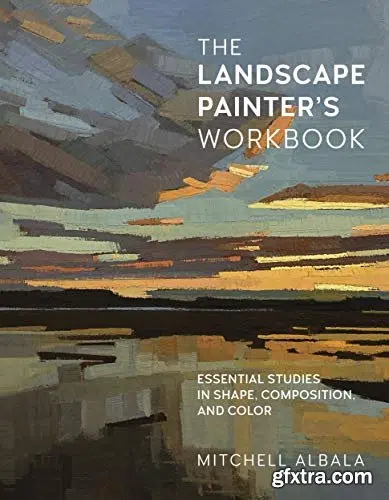 THE
LANDSCAPE
PAINTER'S
WORKBOOK
ESSENTIAL STUDIES
IN SHAPE, COMPOSITION,
AND COLOR
MITCHELL ALBALA
gfxtra.com